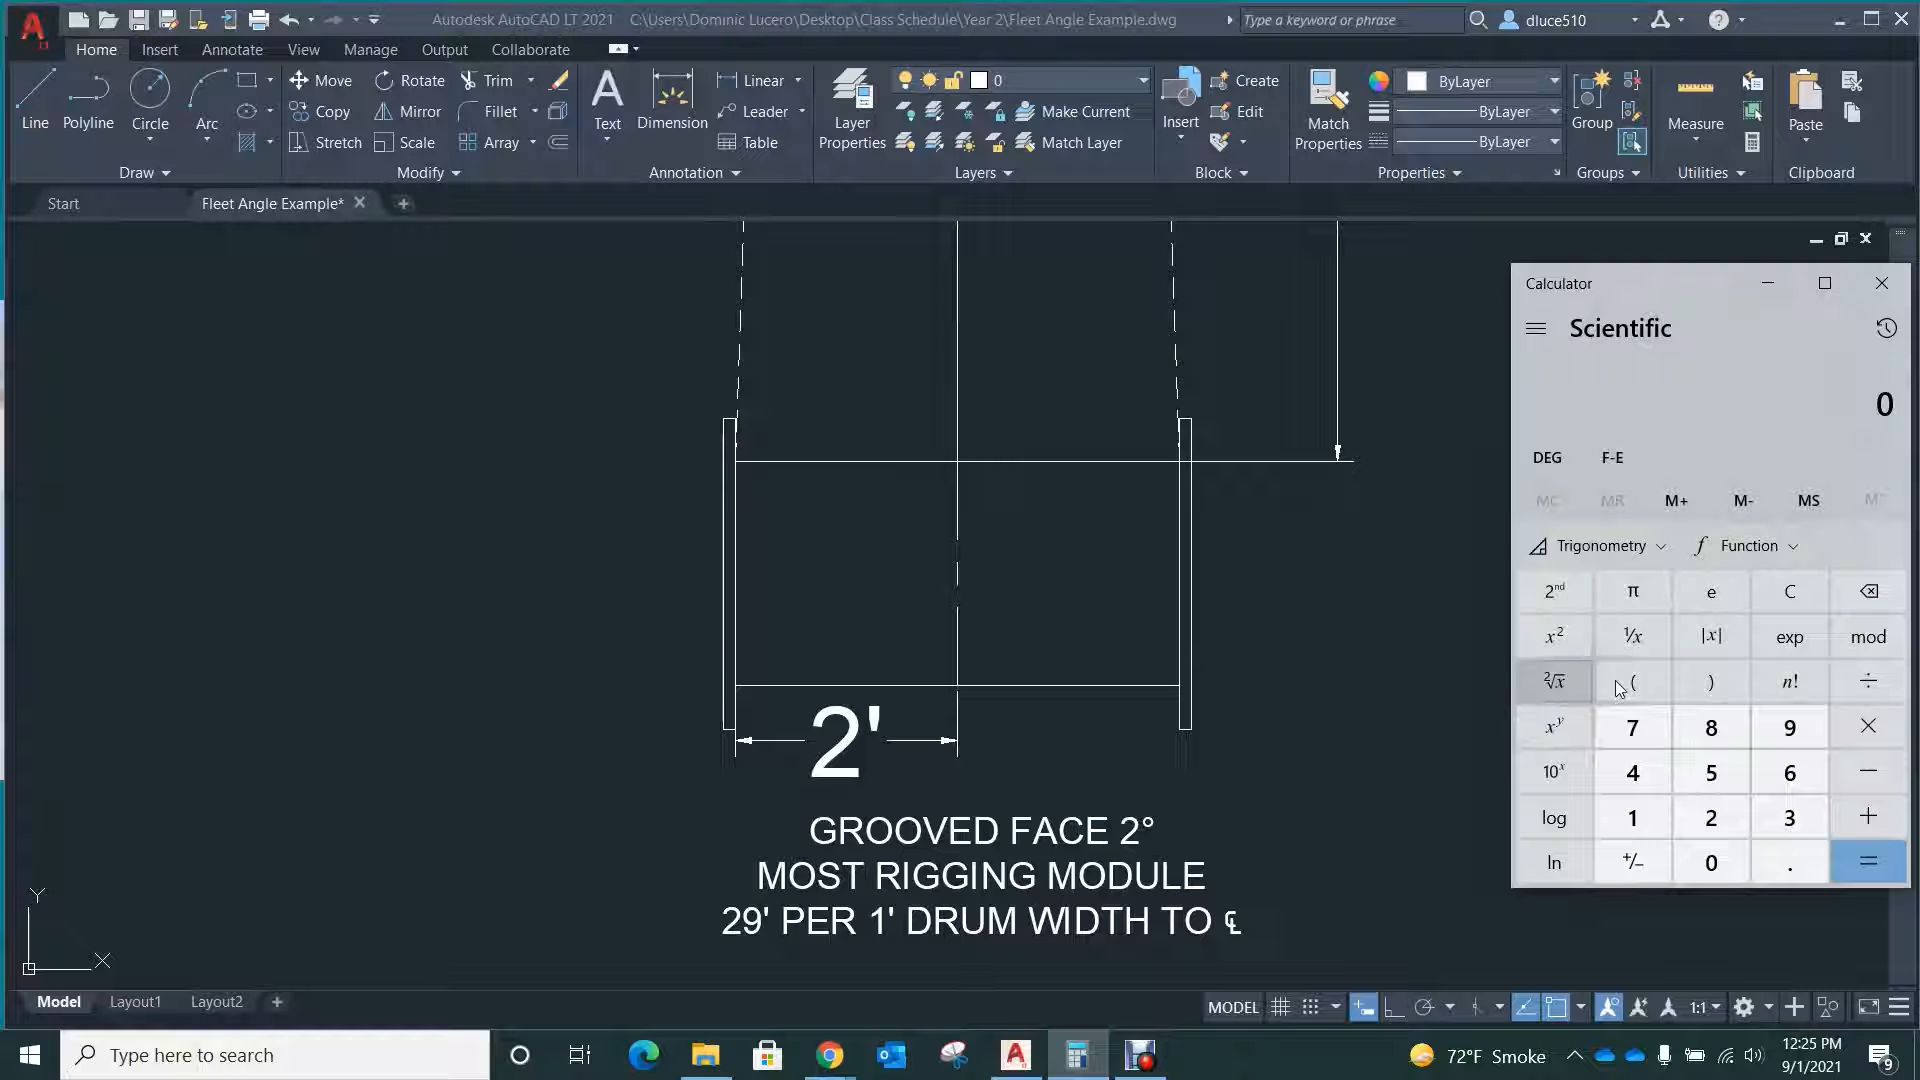 Autodesk AutoCAD LT 2021 C:\Users\Dominic Lucero\Desktop\Class Schedule\Year 2\Fleet Angle Example.dwg
Type a keyword or phrase
dluce510
Home Insert Annotate View Manage Output Collaborate
Line
Polyline
Circle
Arc
Move
Rotate
Trim
Copy
Mirror
Fillet
Stretch
Scale
Array
Text
Dimension
Linear
Leader
Table
Layer
Properties
0
Make Current
Match Layer
Insert
Create
Edit
Match
Properties
ByLayer
ByLayer
ByLayer
Group
Measure
Paste
Draw
Modify
Annotation
Layers
Block
Properties
Groups
Utilities
Clipboard
Start
Fleet Angle Example*
2'
GROOVED FACE 2°
MOST RIGGING MODULE
29' PER 1' DRUM WIDTH TO ℄
Y
X
Calculator
Scientific
0
DEG F-E
MC MR M+ M- MS
Trigonometry f Function
2nd π e C
x² ¹/x |x| exp mod
²√x ( ) n! ÷
xʸ 7 8 9 ×
10ˣ 4 5 6 −
log 1 2 3 +
ln +/− 0 . =
Model Layout1 Layout2 +
MODEL
1:1
Type here to search
72°F Smoke
12:25 PM
9/1/2021
9